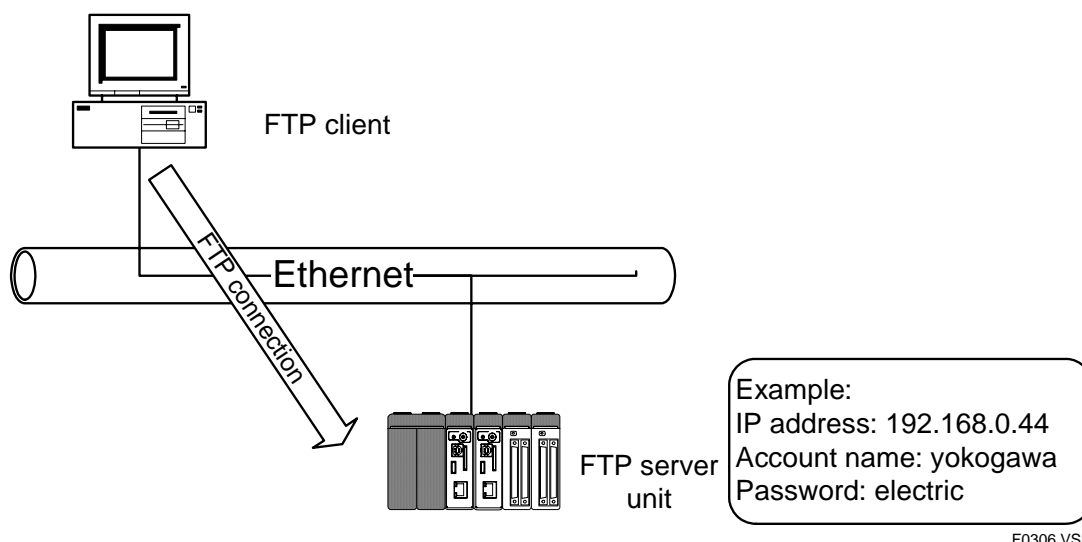 FTP client
Ethernet
FTP connection
FTP server
unit
Example:
IP address: 192.168.0.44
Account name: yokogawa
Password: electric
F0306.VS